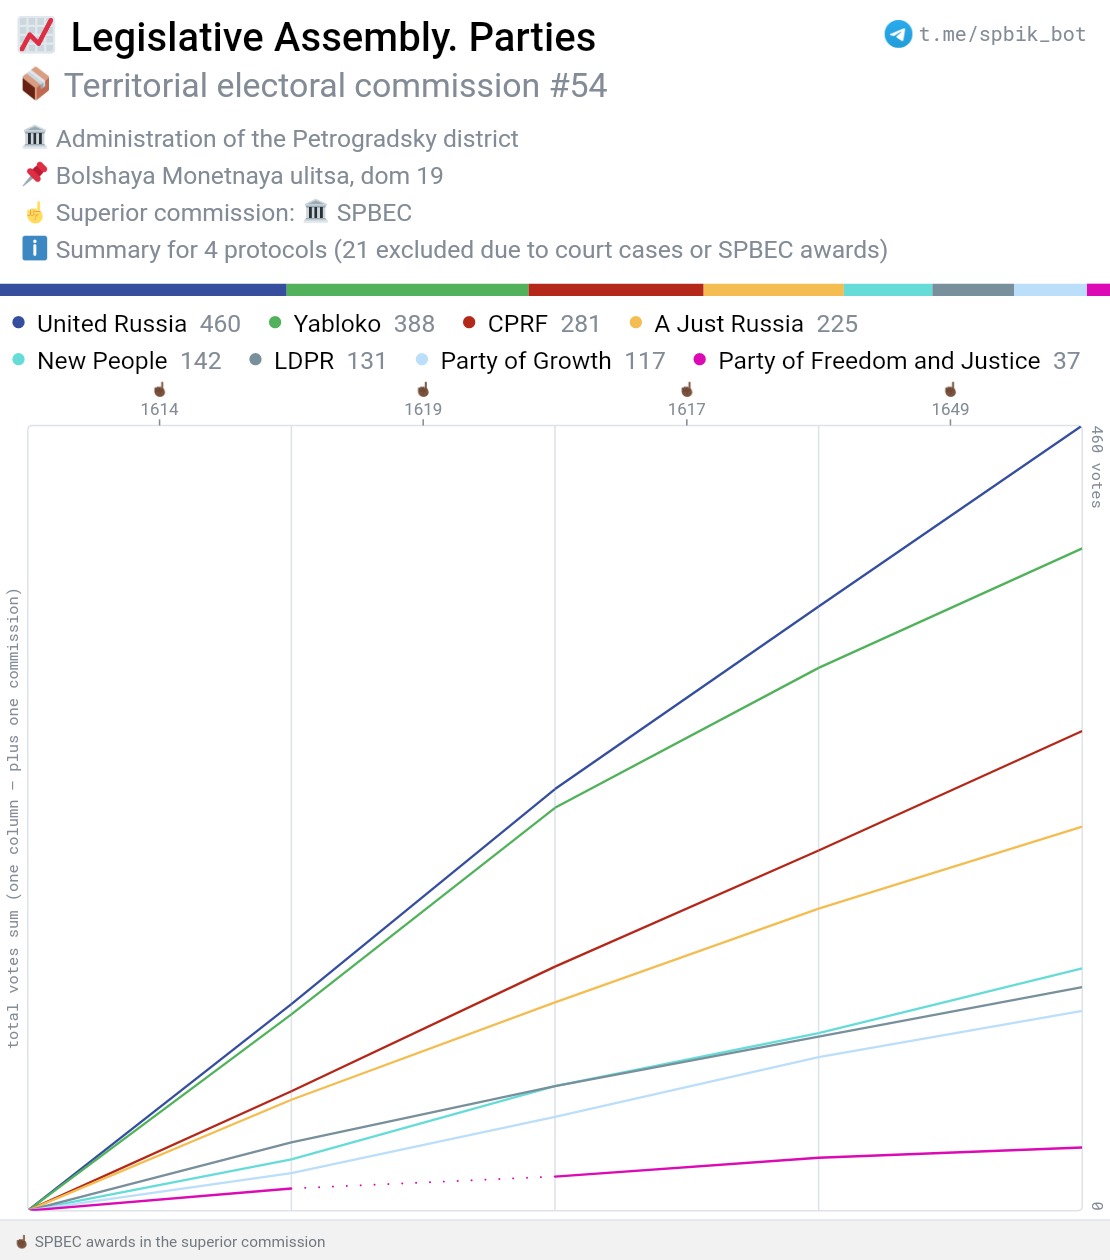 Legislative Assembly. Parties
t.me/spbik_bot
Territorial electoral commission #54
Administration of the Petrogradsky district
Bolshaya Monetnaya ulitsa, dom 19
Superior commission: SPBEC
Summary for 4 protocols (21 excluded due to court cases or SPBEC awards)
United Russia 460 Yabloko 388 CPRF 281 A Just Russia 225
New People 142 LDPR 131 Party of Growth 117 Party of Freedom and Justice 37
1614 1619 1617 1649
460 votes
total votes sum (one column – plus one commission)
0
SPBEC awards in the superior commission